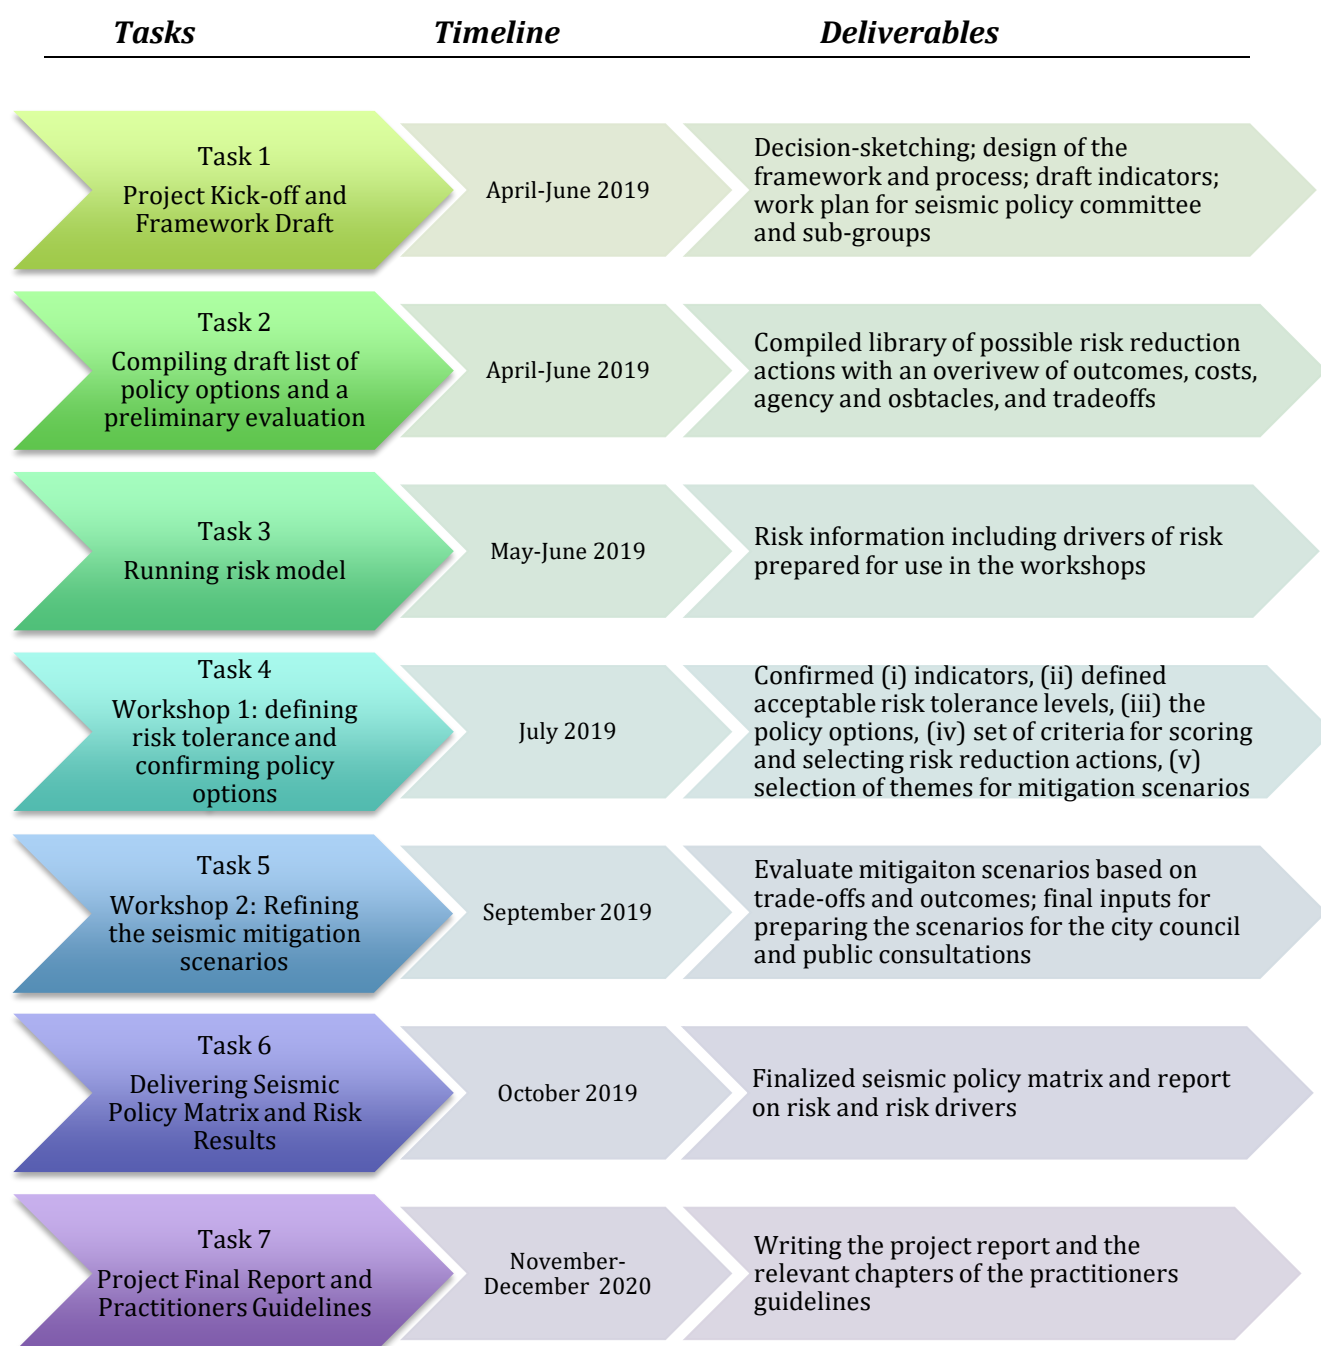 Tasks Timeline Deliverables
Task 1
Project Kick-off and
Framework Draft
April-June 2019
Decision-sketching; design of the
framework and process; draft indicators;
work plan for seismic policy committee
and sub-groups
Task 2
Compiling draft list of
policy options and a
preliminary evaluation
April-June 2019
Compiled library of possible risk reduction
actions with an overivew of outcomes, costs,
agency and osbtacles, and tradeoffs
Task 3
Running risk model
May-June 2019
Risk information including drivers of risk
prepared for use in the workshops
Task 4
Workshop 1: defining
risk tolerance and
confirming policy
options
July 2019
Confirmed (i) indicators, (ii) defined
acceptable risk tolerance levels, (iii) the
policy options, (iv) set of criteria for scoring
and selecting risk reduction actions, (v)
selection of themes for mitigation scenarios
Task 5
Workshop 2: Refining
the seismic mitigation
scenarios
September 2019
Evaluate mitigaiton scenarios based on
trade-offs and outcomes; final inputs for
preparing the scenarios for the city council
and public consultations
Task 6
Delivering Seismic
Policy Matrix and Risk
Results
October 2019
Finalized seismic policy matrix and report
on risk and risk drivers
Task 7
Project Final Report and
Practitioners Guidelines
November-
December 2020
Writing the project report and the
relevant chapters of the practitioners
guidelines